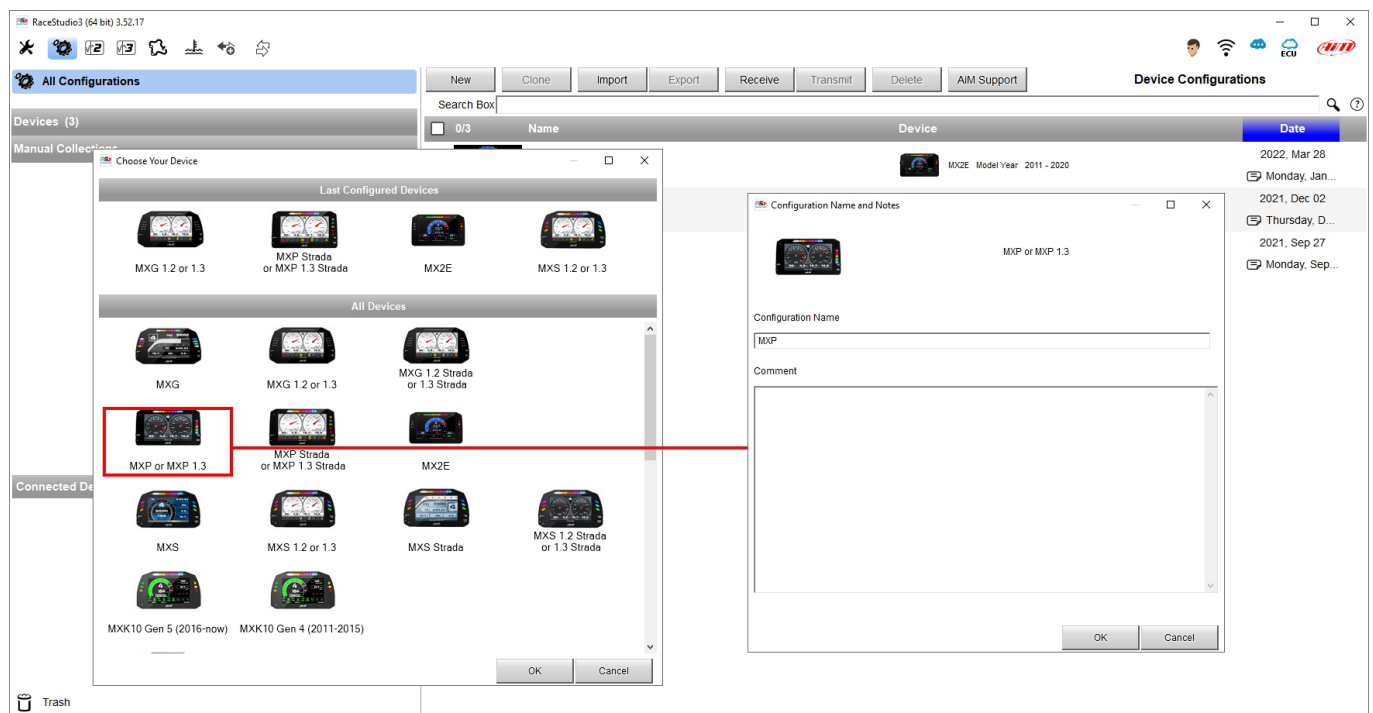 RaceStudio3 (64 bit) 3.52.17
ECU
All Configurations
New Clone Import Export Receive Transmit Delete AiM Support
Device Configurations
Search Box
Devices (3)
0/3 Name Device Date
Manual Collections
MX2E Model Year 2011 - 2020
2022, Mar 28
Monday, Jan...
2021, Dec 02
Thursday, D...
2021, Sep 27
Monday, Sep...
Connected De
Trash
Choose Your Device
Last Configured Devices
MXG 1.2 or 1.3
MXP Strada
or MXP 1.3 Strada
MX2E
MXS 1.2 or 1.3
All Devices
MXG
MXG 1.2 or 1.3
MXG 1.2 Strada
or 1.3 Strada
MXP or MXP 1.3
MXP Strada
or MXP 1.3 Strada
MX2E
MXS
MXS 1.2 or 1.3
MXS Strada
MXS 1.2 Strada
or 1.3 Strada
MXK10 Gen 5 (2016-now)
MXK10 Gen 4 (2011-2015)
OK Cancel
Configuration Name and Notes
MXP or MXP 1.3
Configuration Name
MXP
Comment
OK Cancel